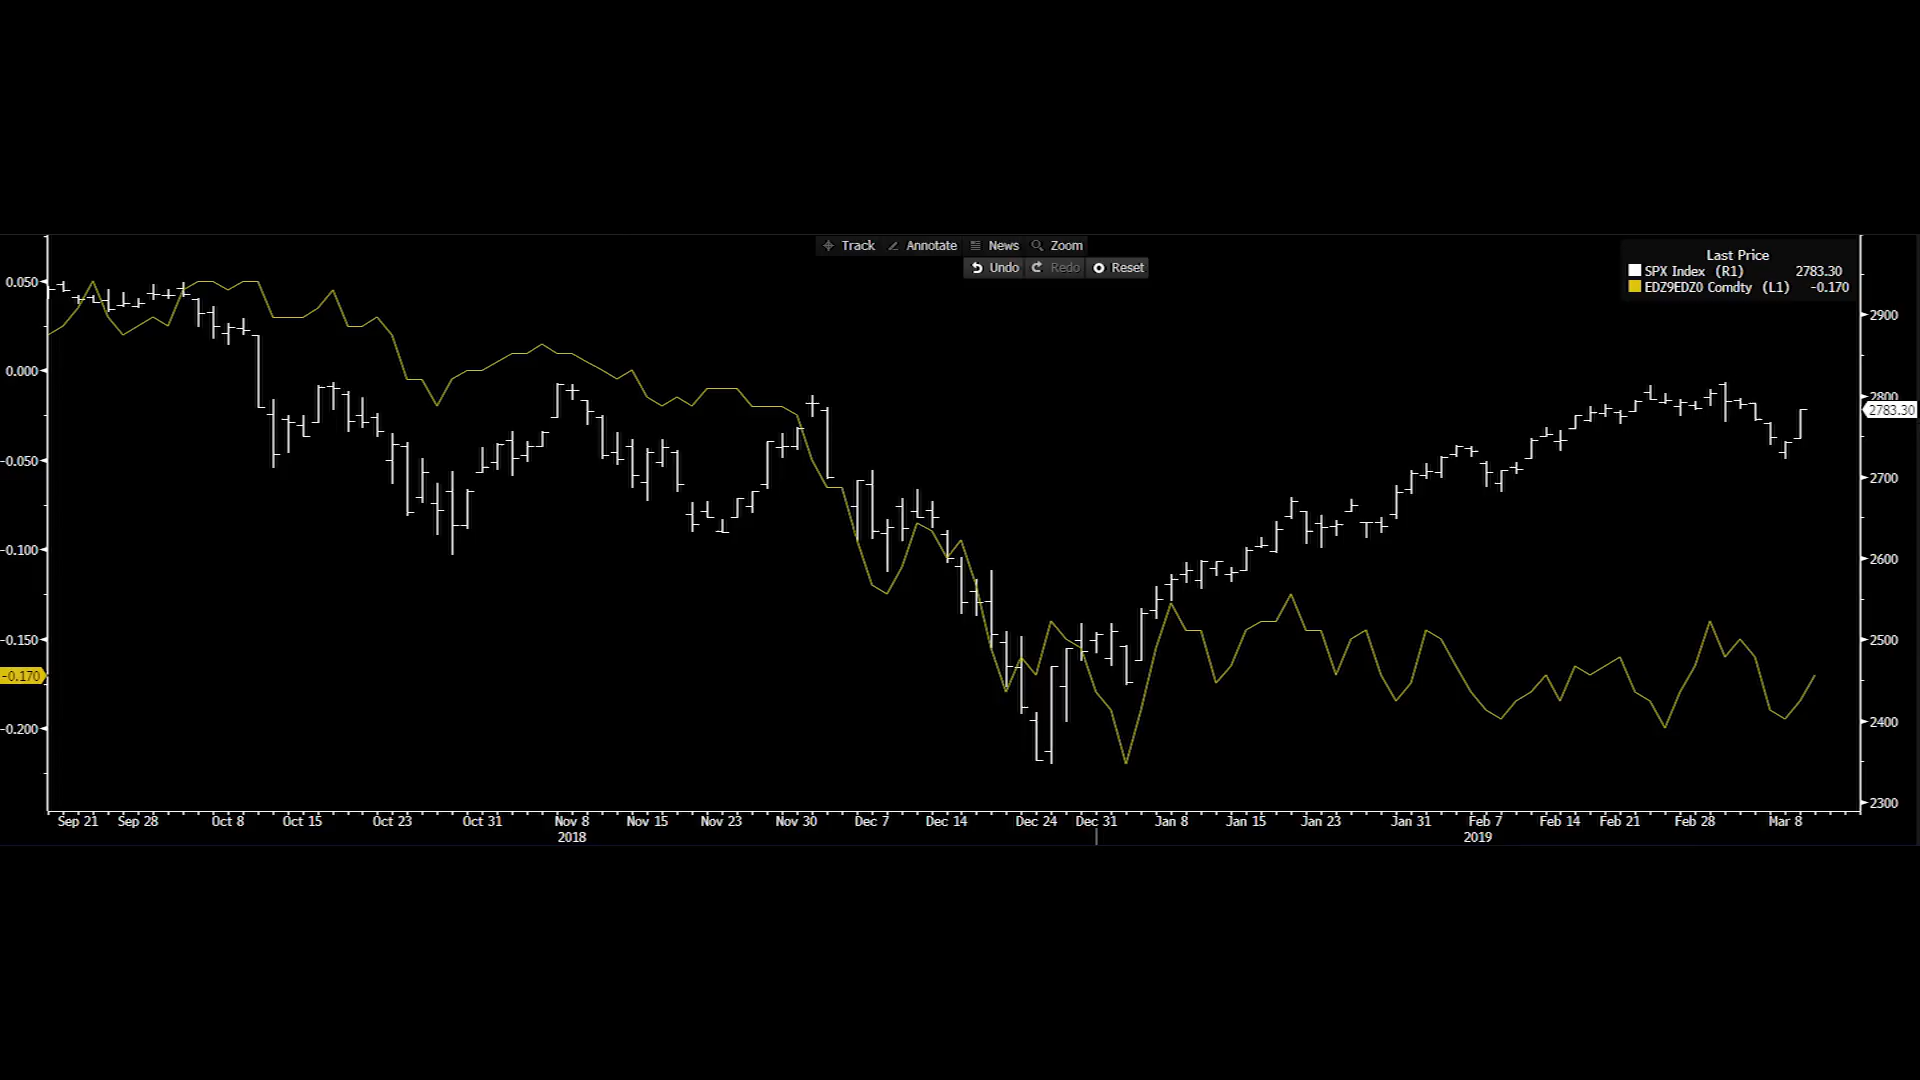 Track Annotate News Zoom
Undo Redo Reset
Last Price
SPX Index (R1) 2783.30
EDZ9EDZ0 Comdty (L1) -0.170
0.050
0.000
-0.050
-0.100
-0.150
-0.170
-0.200
2900
2800
2783.30
2700
2600
2500
2400
2300
Sep 21 Sep 28 Oct 8 Oct 15 Oct 23 Oct 31 Nov 8 Nov 15 Nov 23 Nov 30 Dec 7 Dec 14 Dec 24 Dec 31 Jan 8 Jan 15 Jan 23 Jan 31 Feb 7 Feb 14 Feb 21 Feb 28 Mar 8
2018 2019